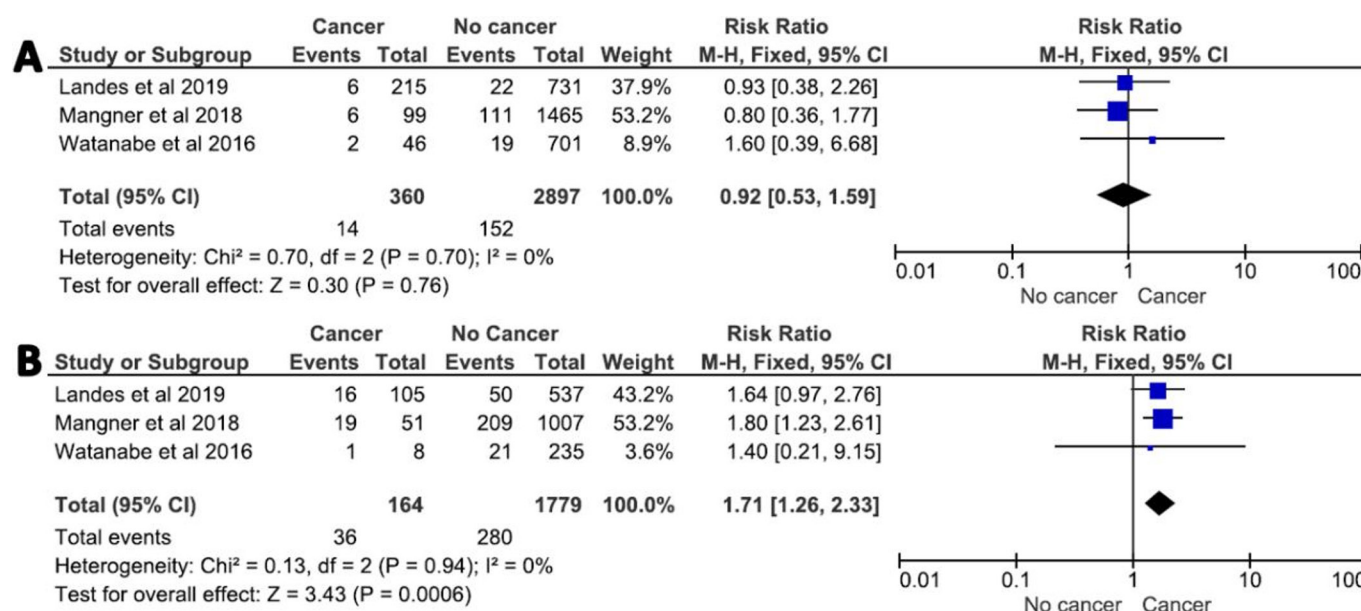 Cancer No cancer Risk Ratio Risk Ratio
A Study or Subgroup Events Total Events Total Weight M-H, Fixed, 95% CI M-H, Fixed, 95% CI
Landes et al 2019 6 215 22 731 37.9% 0.93 [0.38, 2.26]
Mangner et al 2018 6 99 111 1465 53.2% 0.80 [0.36, 1.77]
Watanabe et al 2016 2 46 19 701 8.9% 1.60 [0.39, 6.68]
Total (95% CI) 360 2897 100.0% 0.92 [0.53, 1.59]
Total events 14 152
Heterogeneity: Chi² = 0.70, df = 2 (P = 0.70); I² = 0%
Test for overall effect: Z = 0.30 (P = 0.76)
0.01 0.1 1 10 100
No cancer Cancer
Cancer No Cancer Risk Ratio Risk Ratio
B Study or Subgroup Events Total Events Total Weight M-H, Fixed, 95% CI M-H, Fixed, 95% CI
Landes et al 2019 16 105 50 537 43.2% 1.64 [0.97, 2.76]
Mangner et al 2018 19 51 209 1007 53.2% 1.80 [1.23, 2.61]
Watanabe et al 2016 1 8 21 235 3.6% 1.40 [0.21, 9.15]
Total (95% CI) 164 1779 100.0% 1.71 [1.26, 2.33]
Total events 36 280
Heterogeneity: Chi² = 0.13, df = 2 (P = 0.94); I² = 0%
Test for overall effect: Z = 3.43 (P = 0.0006)
0.01 0.1 1 10 100
No cancer Cancer